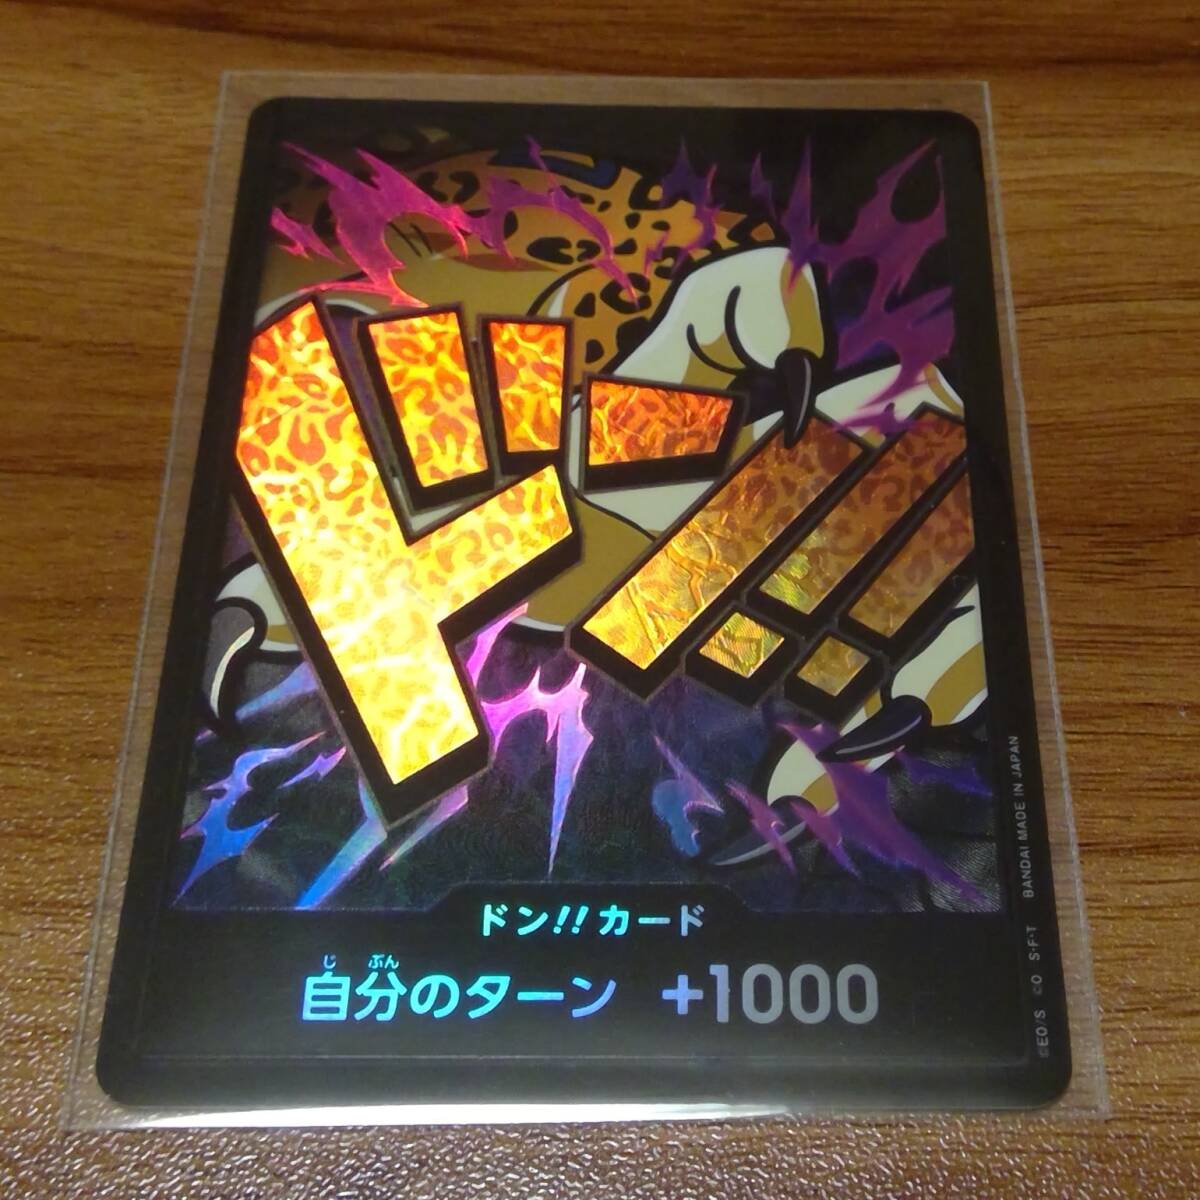 ドン!!
ドン!!カード
じ ぶん
自分のターン +1000
©EO/S ©O S・F・T BANDAI MADE IN JAPAN